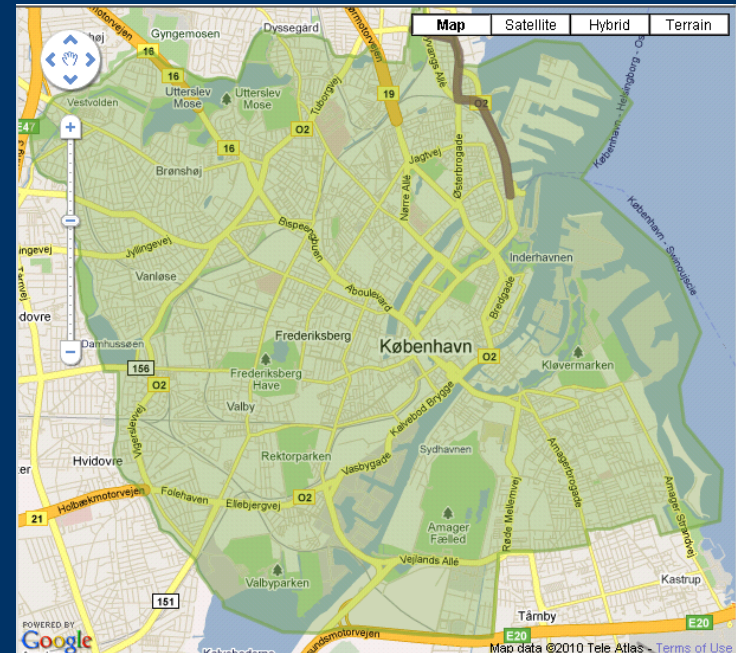 Map
Satellite
Hybrid
Terrain
Gyngemosen
Dyssegård
16
16
Utterslev
Mose
Utterslev
Mose
Vestvolden
Tuborgvej
19
O2
O2
E47
16
Brønshøj
Jagtvej
Nørre Allé
Østerbrogade
København - Helsingborg - Os
København - Swinoujscie
Jyllingevej
ingevej
Bispeengbuen
Inderhavnen
Vanløse
Aboulevard
Bredgade
dovre
Damhussøen
Frederiksberg
København
O2
156
O2
Frederiksberg
Have
Kløvermarken
Valby
Kalvebod Brygge
Vigerslevvej
Rektorparken
Sydhavnen
Vasbygade
Amagerbrogade
Hvidovre
Holbækmotorvejen
21
Folehaven
Ellebjergvej
O2
Røde Mellemvej
Amager Strandvej
Amager
Fælled
Vejlands Allé
Valbyparken
Kastrup
151
Tårnby
E20
E20
POWERED BY
Google
Map data ©2010 Tele Atlas - Terms of Use